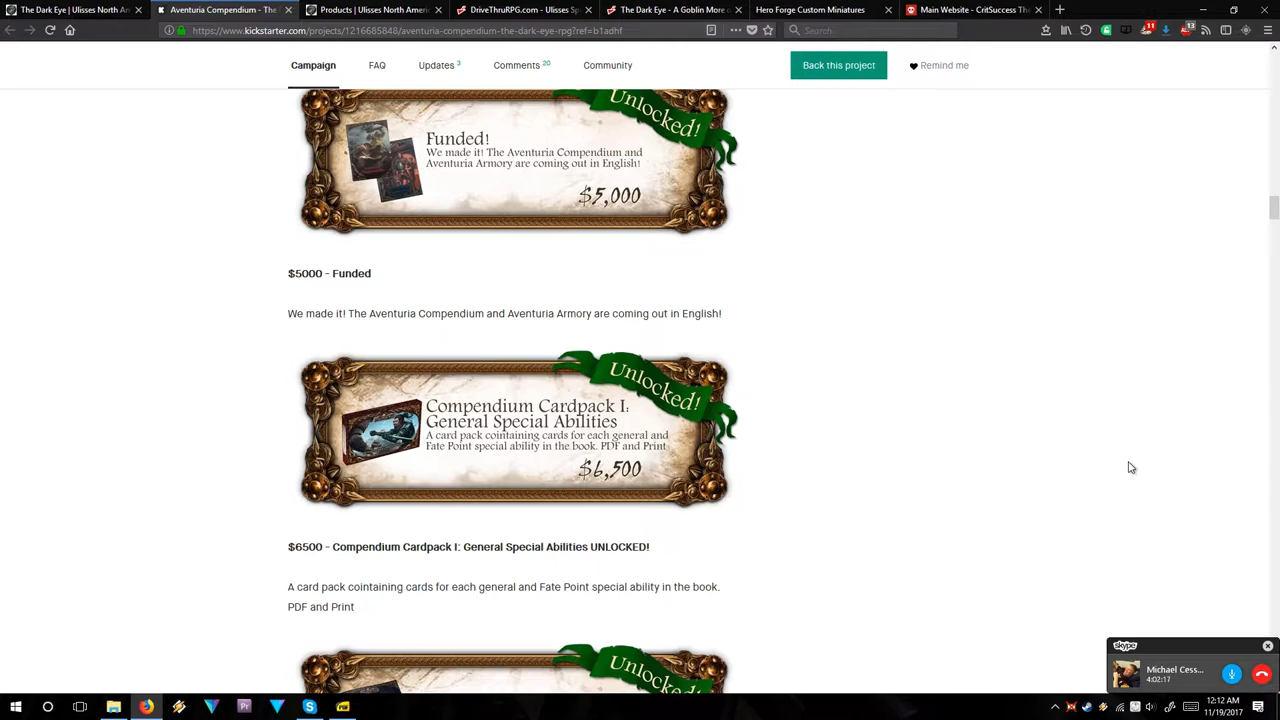 The Dark Eye | Ulisses North Am
Aventuria Compendium - The
Products | Ulisses North Ameri
DriveThruRPG.com - Ulisses Sp
The Dark Eye - A Goblin More o
Hero Forge Custom Miniatures
Main Website - CritSuccess Th
https://www.kickstarter.com/projects/1216685848/aventuria-compendium-the-dark-eye-rpg?ref=b1adhf
Search
11
13
Campaign
FAQ
Updates 3
Comments 20
Community
Back this project
Remind me
Unlocked!
Funded!
We made it! The Aventuria Compendium and
Aventuria Armory are coming out in English!
$5,000
$5000 - Funded
We made it! The Aventuria Compendium and Aventuria Armory are coming out in English!
Unlocked!
Compendium Cardpack I:
General Special Abilities
A card pack cointaining cards for each general and
Fate Point special ability in the book. PDF and Print
$6,500
$6500 - Compendium Cardpack I: General Special Abilities UNLOCKED!
A card pack cointaining cards for each general and Fate Point special ability in the book.
PDF and Print
Unlocked!
skype
Michael Cess...
4:02:17
12:12 AM
11/19/2017